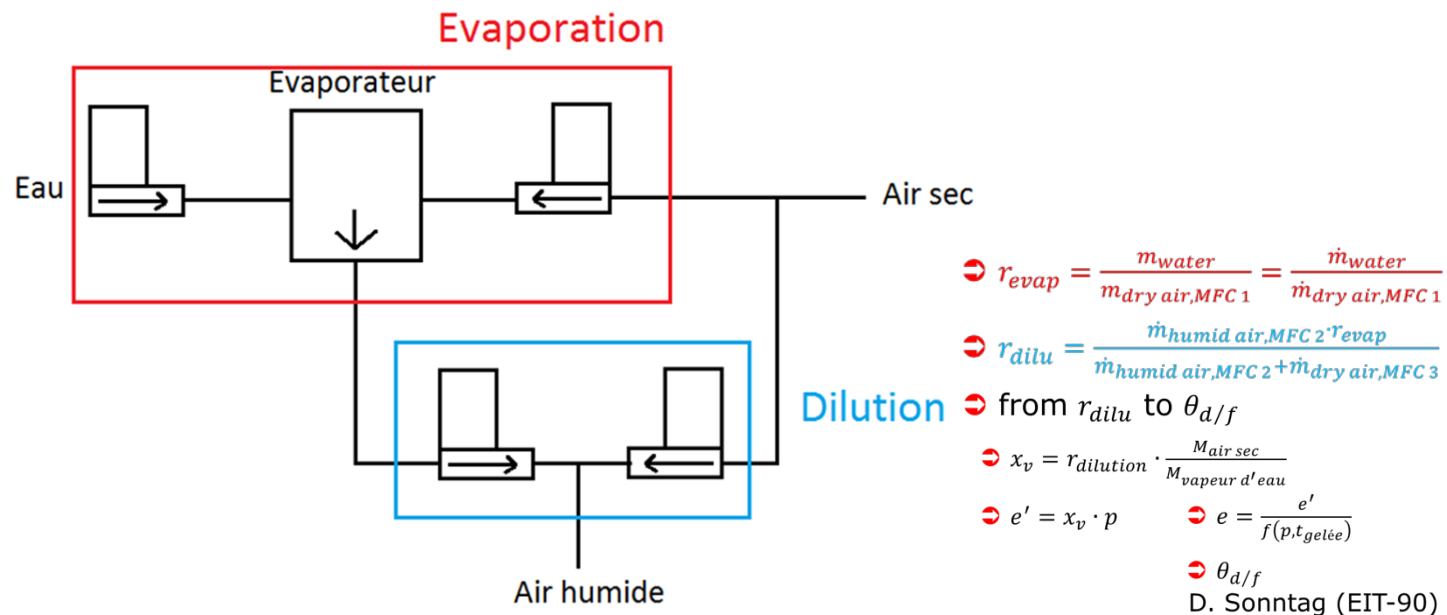 Evaporation
Evaporateur
Eau
Air sec
Dilution
Air humide
➲ r_evap = m_water / m_dry air,MFC 1 = ṁ_water / ṁ_dry air,MFC 1
➲ r_dilu = ṁ_humid air,MFC 2·r_evap / ṁ_humid air,MFC 2+ṁ_dry air,MFC 3
➲ from r_dilu to θ_d/f
➲ x_v = r_dilution · M_air sec / M_vapeur d'eau
➲ e' = x_v · p ➲ e = e' / f(p,t_gelée)
➲ θ_d/f
D. Sonntag (EIT-90)